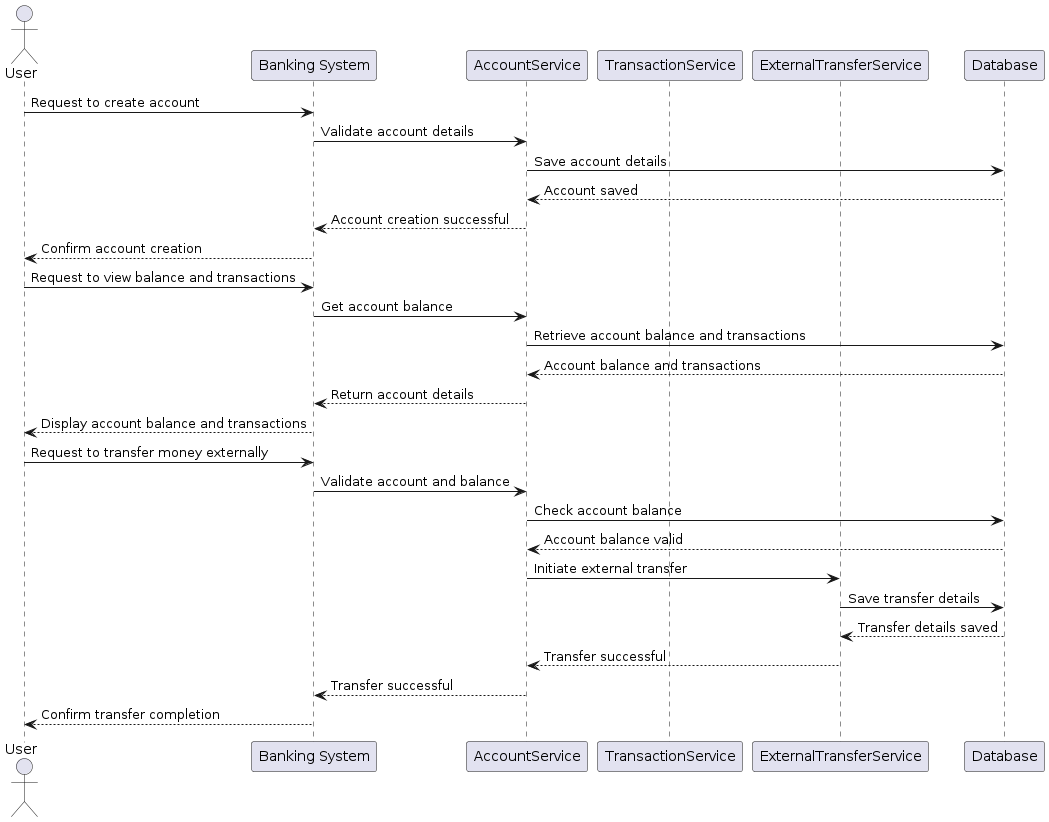 User
Banking System
AccountService
TransactionService
ExternalTransferService
Database
Request to create account
Validate account details
Save account details
Account saved
Account creation successful
Confirm account creation
Request to view balance and transactions
Get account balance
Retrieve account balance and transactions
Account balance and transactions
Return account details
Display account balance and transactions
Request to transfer money externally
Validate account and balance
Check account balance
Account balance valid
Initiate external transfer
Save transfer details
Transfer details saved
Transfer successful
Transfer successful
Confirm transfer completion
User
Banking System
AccountService
TransactionService
ExternalTransferService
Database